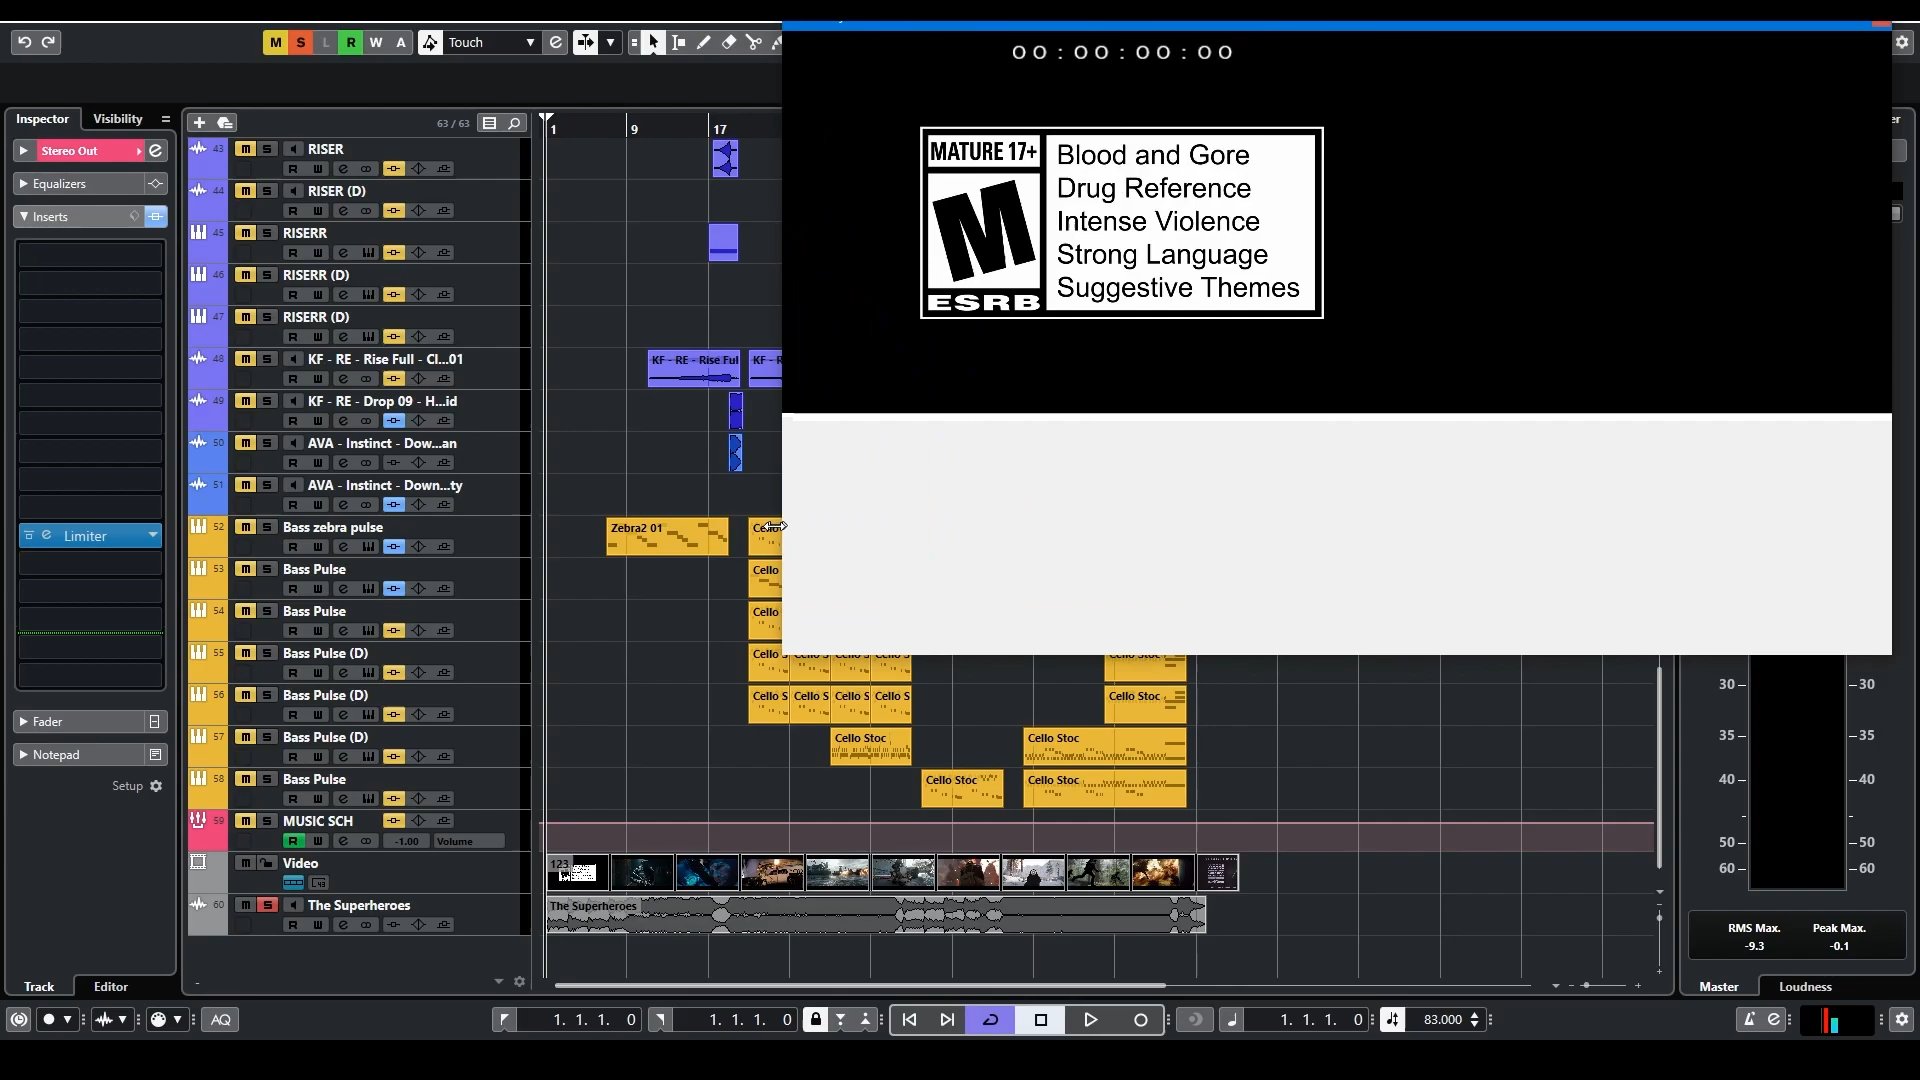 M S L R W A Touch
00:00:00:00
MATURE 17+
M
ESRB
Blood and Gore
Drug Reference
Intense Violence
Strong Language
Suggestive Themes
Inspector Visibility
63 / 63
1 9 17
Stereo Out
Equalizers
Inserts
Limiter
Fader
Notepad
Setup
43 m S RISER
44 m S RISER (D)
45 m S RISERR
46 m S RISERR (D)
47 m S RISERR (D)
48 m S KF - RE - Rise Full - Cl...01
KF - RE - Rise Ful
KF - R
49 m S KF - RE - Drop 09 - H...id
50 m S AVA - Instinct - Dow...an
51 m S AVA - Instinct - Down...ty
52 m S Bass zebra pulse
Zebra2 01
53 m S Bass Pulse
Cello
54 m S Bass Pulse
Cello
55 m S Bass Pulse (D)
Cello S Cello S Cello S Cello S
56 m S Bass Pulse (D)
Cello S Cello S Cello S Cello S Cello Stoc
57 m S Bass Pulse (D)
Cello Stoc Cello Stoc
58 m S Bass Pulse
Cello Stoc Cello Stoc
59 m S MUSIC SCH
R W -1.00 Volume
m Video
123
60 m S The Superheroes
The Superheroes
30 30
35 35
40 40
50 50
60 60
RMS Max. Peak Max.
-9.3 -0.1
Track Editor
Master Loudness
AQ
1. 1. 1. 0
1. 1. 1. 0
1. 1. 1. 0
83.000